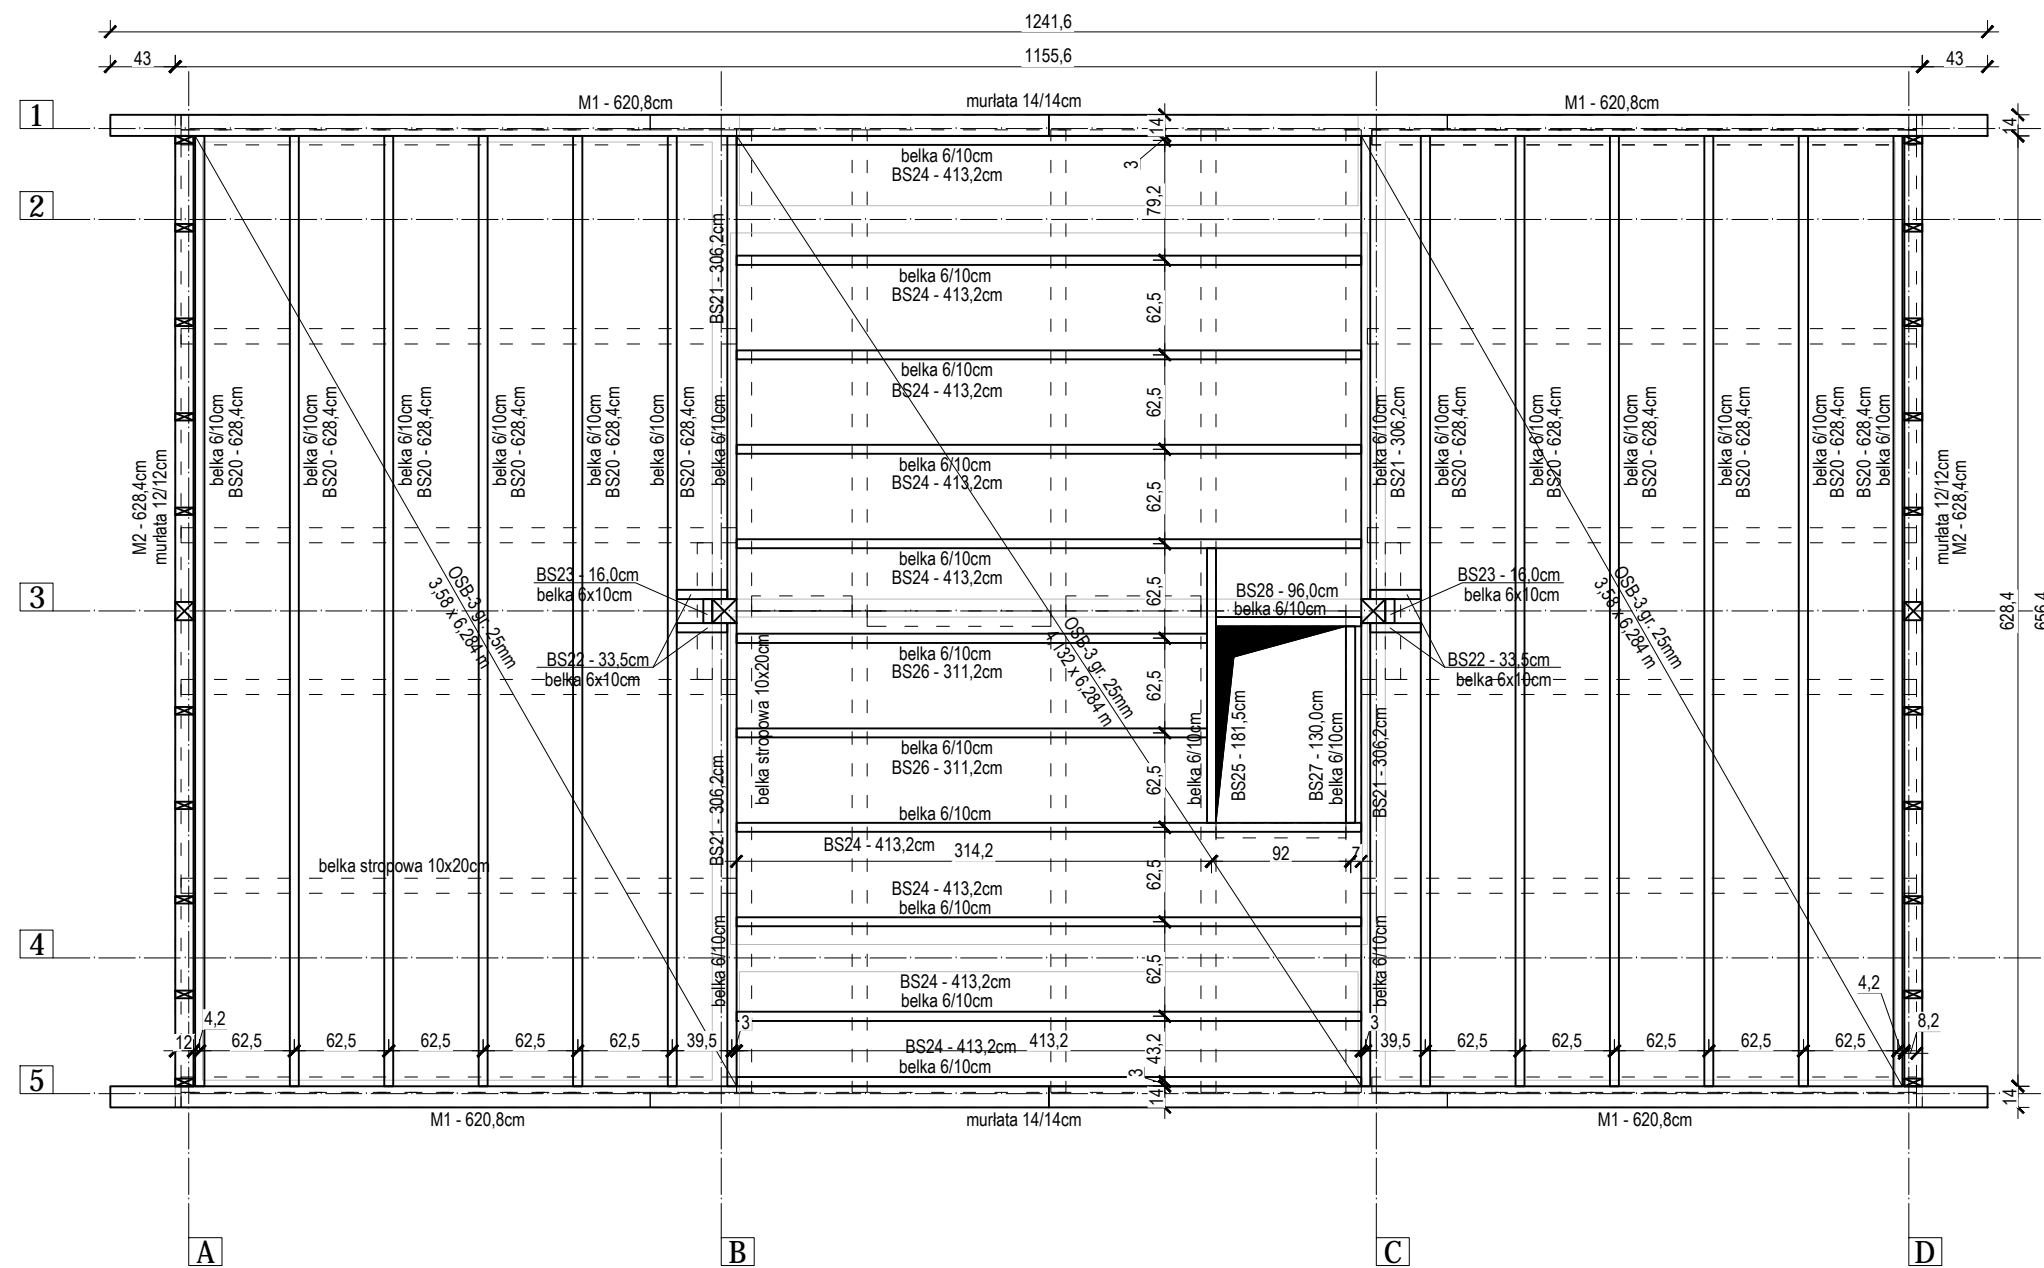 1241,6
43
1155,6
43
M1 - 620,8cm
murłata 14/14cm
M1 - 620,8cm
1
2
3
4
5
14
3
79,2
62,5
62,5
62,5
62,5
62,5
62,5
62,5
62,5
43,2
3
14
14
628,4
656,4
14
belka 6/10cm
BS24 - 413,2cm
BS21 - 306,2cm
belka 6/10cm
BS24 - 413,2cm
belka 6/10cm
BS24 - 413,2cm
belka 6/10cm
BS24 - 413,2cm
belka 6/10cm
BS24 - 413,2cm
M2 - 628,4cm
murłata 12/12cm
belka 6/10cm
BS20 - 628,4cm
belka 6/10cm
BS20 - 628,4cm
belka 6/10cm
BS20 - 628,4cm
belka 6/10cm
BS20 - 628,4cm
belka 6/10cm
BS20 - 628,4cm
belka 6/10cm
BS20 - 628,4cm
belka 6/10cm
belka 6/10cm
BS21 - 306,2cm
belka 6/10cm
BS20 - 628,4cm
belka 6/10cm
BS20 - 628,4cm
belka 6/10cm
BS20 - 628,4cm
belka 6/10cm
BS20 - 628,4cm
belka 6/10cm
BS20 - 628,4cm
BS20 - 628,4cm
belka 6/10cm
murłata 12/12cm
M2 - 628,4cm
OSB-3 gr. 25mm
3,58 x 6,284 m
BS23 - 16,0cm
belka 6x10cm
BS22 - 33,5cm
belka 6x10cm
OSB-3 gr. 25mm
4,132 x 6,284 m
BS28 - 96,0cm
belka 6/10cm
BS23 - 16,0cm
belka 6x10cm
BS22 - 33,5cm
belka 6x10cm
OSB-3 gr. 25mm
3,58 x 6,284 m
belka 6/10cm
BS26 - 311,2cm
belka stropowa 10x20cm
belka 6/10cm
BS26 - 311,2cm
belka 6/10cm
BS25 - 181,5cm
BS27 - 130,0cm
belka 6/10cm
BS21 - 306,2cm
BS21 - 306,2cm
belka 6/10cm
BS24 - 413,2cm
314,2
92
7
belka stropowa 10x20cm
BS24 - 413,2cm
belka 6/10cm
belka 6/10cm
belka 6/10cm
BS24 - 413,2cm
belka 6/10cm
BS24 - 413,2cm
belka 6/10cm
12
4,2
62,5
62,5
62,5
62,5
62,5
39,5
3
413,2
3
39,5
62,5
62,5
62,5
62,5
62,5
4,2
8,2
M1 - 620,8cm
murłata 14/14cm
M1 - 620,8cm
A
B
C
D